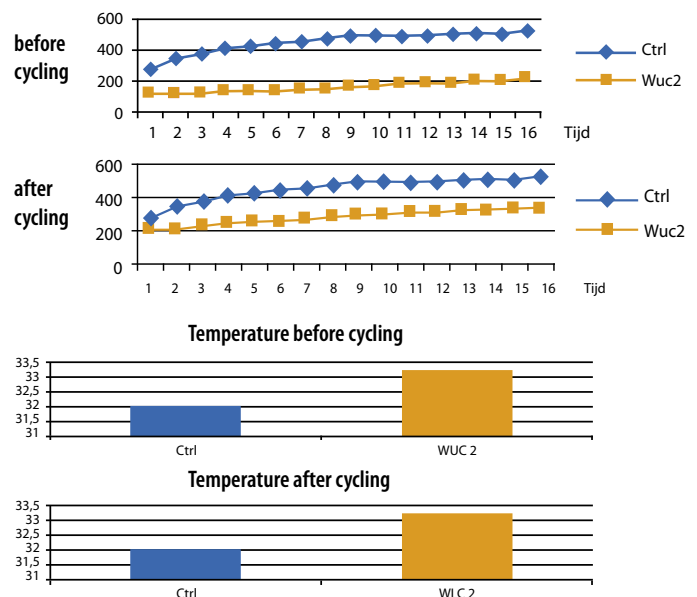 before
cycling
600
400
200
0
1 2 3 4 5 6 7 8 9 10 11 12 13 14 15 16 Tijd
Ctrl
Wuc2
after
cycling
600
400
200
0
1 2 3 4 5 6 7 8 9 10 11 12 13 14 15 16 Tijd
Ctrl
Wuc2
Temperature before cycling
33,5
33
32,5
32
31,5
31
Ctrl WUC 2
Temperature after cycling
33,5
33
32,5
32
31,5
31
Ctrl WLC 2